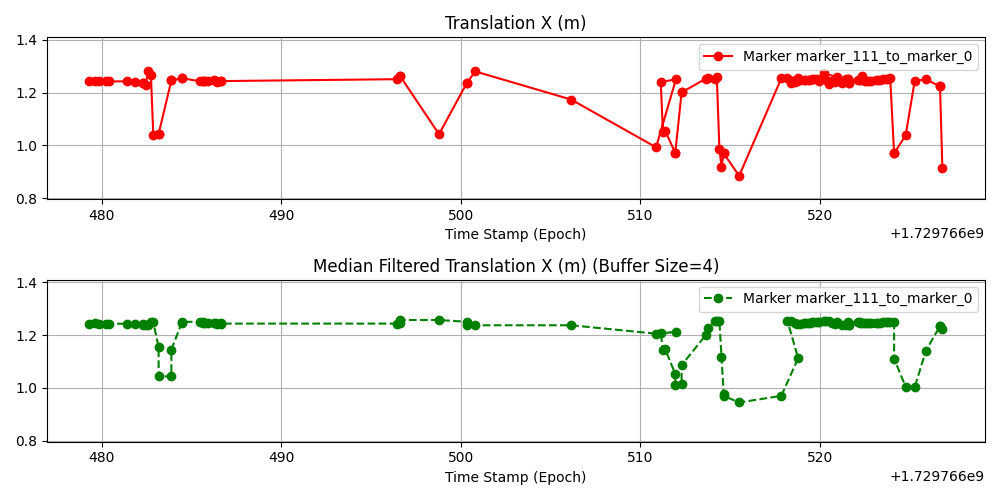 Translation X (m)
1.4
1.2
1.0
0.8
Marker marker_111_to_marker_0
480 490 500 510 520
Time Stamp (Epoch)
+1.729766e9
Median Filtered Translation X (m) (Buffer Size=4)
1.4
1.2
1.0
0.8
Marker marker_111_to_marker_0
480 490 500 510 520
Time Stamp (Epoch)
+1.729766e9